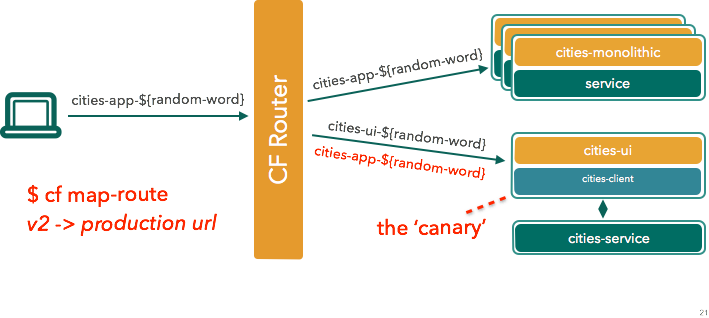 cities-app-${random-word}
$ cf map-route
v2 -> production url
CF Router
cities-app-${random-word}
cities-ui-${random-word}
cities-app-${random-word}
the ‘canary’
cities-monolithic
service
cities-ui
cities-client
cities-service
21